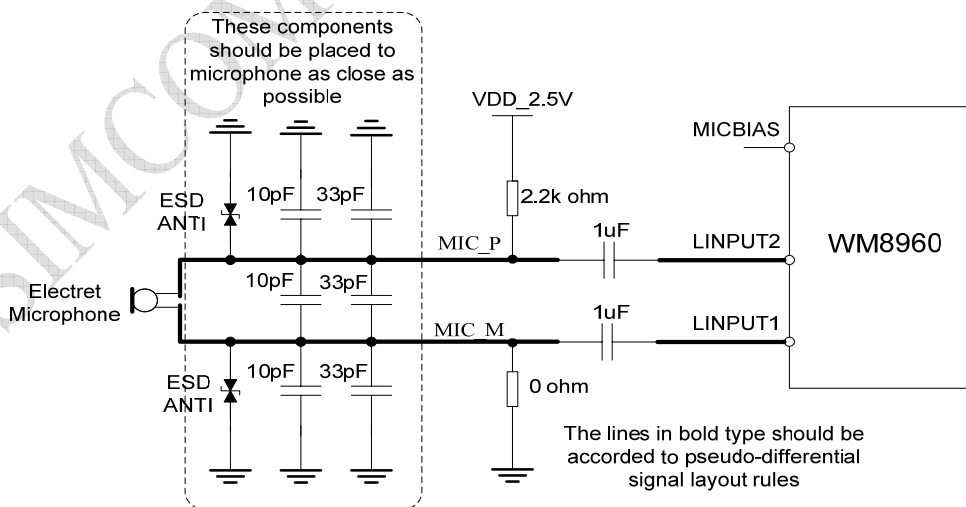 These components
should be placed to
microphone as close as
possible
VDD_2.5V
MICBIAS
10pF 33pF
2.2k ohm
ESD
ANTI
1uF
MIC_P
LINPUT2
WM8960
10pF 33pF
Electret
Microphone
1uF
MIC_M
LINPUT1
10pF 33pF
ESD
ANTI
0 ohm
The lines in bold type should be
accorded to pseudo-differential
signal layout rules
SIMCOM